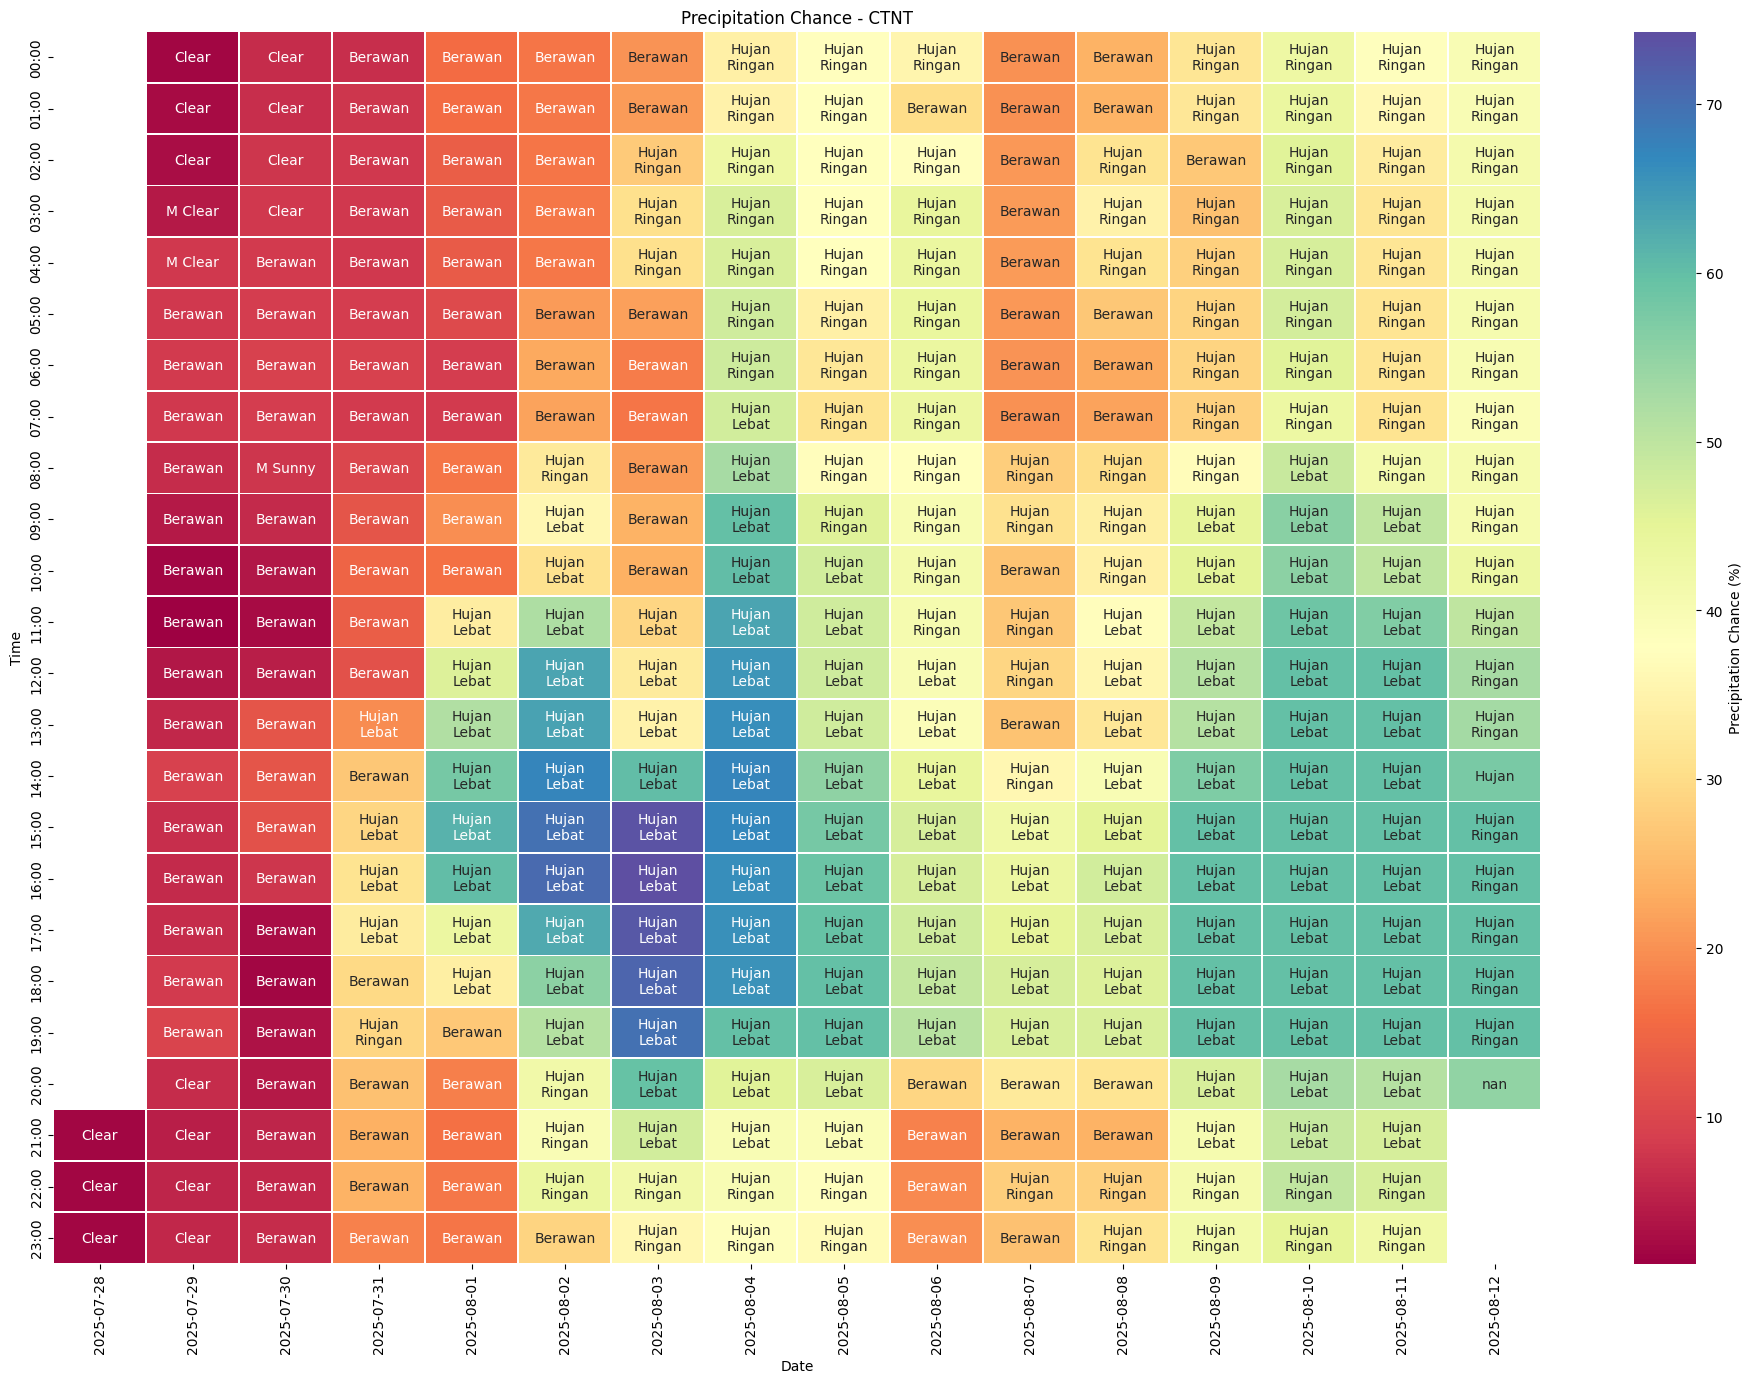 Precipitation Chance - CTNT
Time
00:00 Clear Clear Berawan Berawan Berawan Berawan Hujan Ringan Hujan Ringan Hujan Ringan Berawan Berawan Hujan Ringan Hujan Ringan Hujan Ringan Hujan Ringan
01:00 Clear Clear Berawan Berawan Berawan Berawan Hujan Ringan Hujan Ringan Berawan Berawan Berawan Hujan Ringan Hujan Ringan Hujan Ringan Hujan Ringan
02:00 Clear Clear Berawan Berawan Berawan Hujan Ringan Hujan Ringan Hujan Ringan Hujan Ringan Berawan Hujan Ringan Berawan Hujan Ringan Hujan Ringan Hujan Ringan
03:00 M Clear Clear Berawan Berawan Berawan Hujan Ringan Hujan Ringan Hujan Ringan Hujan Ringan Berawan Hujan Ringan Hujan Ringan Hujan Ringan Hujan Ringan Hujan Ringan
04:00 M Clear Berawan Berawan Berawan Berawan Hujan Ringan Hujan Ringan Hujan Ringan Hujan Ringan Berawan Hujan Ringan Hujan Ringan Hujan Ringan Hujan Ringan Hujan Ringan
05:00 Berawan Berawan Berawan Berawan Berawan Berawan Hujan Ringan Hujan Ringan Hujan Ringan Berawan Berawan Hujan Ringan Hujan Ringan Hujan Ringan Hujan Ringan
06:00 Berawan Berawan Berawan Berawan Berawan Berawan Hujan Ringan Hujan Ringan Hujan Ringan Berawan Berawan Hujan Ringan Hujan Ringan Hujan Ringan Hujan Ringan
07:00 Berawan Berawan Berawan Berawan Berawan Berawan Hujan Lebat Hujan Ringan Hujan Ringan Berawan Berawan Hujan Ringan Hujan Ringan Hujan Ringan Hujan Ringan
08:00 Berawan M Sunny Berawan Berawan Hujan Ringan Berawan Hujan Lebat Hujan Ringan Hujan Ringan Hujan Ringan Hujan Ringan Hujan Ringan Hujan Lebat Hujan Ringan Hujan Ringan
09:00 Berawan Berawan Berawan Berawan Hujan Lebat Berawan Hujan Lebat Hujan Ringan Hujan Ringan Hujan Ringan Hujan Ringan Hujan Lebat Hujan Lebat Hujan Lebat Hujan Ringan
10:00 Berawan Berawan Berawan Berawan Hujan Lebat Berawan Hujan Lebat Hujan Lebat Hujan Ringan Berawan Hujan Ringan Hujan Lebat Hujan Lebat Hujan Lebat Hujan Ringan
11:00 Berawan Berawan Berawan Hujan Lebat Hujan Lebat Hujan Lebat Hujan Lebat Hujan Lebat Hujan Ringan Hujan Ringan Hujan Lebat Hujan Lebat Hujan Lebat Hujan Lebat Hujan Ringan
12:00 Berawan Berawan Berawan Hujan Lebat Hujan Lebat Hujan Lebat Hujan Lebat Hujan Lebat Hujan Lebat Hujan Ringan Hujan Lebat Hujan Lebat Hujan Lebat Hujan Lebat Hujan Ringan
13:00 Berawan Berawan Hujan Lebat Hujan Lebat Hujan Lebat Hujan Lebat Hujan Lebat Hujan Lebat Hujan Lebat Berawan Hujan Lebat Hujan Lebat Hujan Lebat Hujan Lebat Hujan Ringan
14:00 Berawan Berawan Berawan Hujan Lebat Hujan Lebat Hujan Lebat Hujan Lebat Hujan Lebat Hujan Lebat Hujan Ringan Hujan Lebat Hujan Lebat Hujan Lebat Hujan Lebat Hujan
15:00 Berawan Berawan Hujan Lebat Hujan Lebat Hujan Lebat Hujan Lebat Hujan Lebat Hujan Lebat Hujan Lebat Hujan Lebat Hujan Lebat Hujan Lebat Hujan Lebat Hujan Lebat Hujan Ringan
16:00 Berawan Berawan Hujan Lebat Hujan Lebat Hujan Lebat Hujan Lebat Hujan Lebat Hujan Lebat Hujan Lebat Hujan Lebat Hujan Lebat Hujan Lebat Hujan Lebat Hujan Lebat Hujan Ringan
17:00 Berawan Berawan Hujan Lebat Hujan Lebat Hujan Lebat Hujan Lebat Hujan Lebat Hujan Lebat Hujan Lebat Hujan Lebat Hujan Lebat Hujan Lebat Hujan Lebat Hujan Lebat Hujan Ringan
18:00 Berawan Berawan Berawan Hujan Lebat Hujan Lebat Hujan Lebat Hujan Lebat Hujan Lebat Hujan Lebat Hujan Lebat Hujan Lebat Hujan Lebat Hujan Lebat Hujan Lebat Hujan Ringan
19:00 Berawan Berawan Hujan Ringan Berawan Hujan Lebat Hujan Lebat Hujan Lebat Hujan Lebat Hujan Lebat Hujan Lebat Hujan Lebat Hujan Lebat Hujan Lebat Hujan Lebat Hujan Ringan
20:00 Clear Berawan Berawan Berawan Hujan Ringan Hujan Lebat Hujan Lebat Hujan Lebat Berawan Berawan Berawan Hujan Lebat Hujan Lebat Hujan Lebat nan
21:00 Clear Clear Berawan Berawan Berawan Hujan Ringan Hujan Lebat Hujan Lebat Hujan Lebat Berawan Berawan Berawan Hujan Lebat Hujan Lebat Hujan Lebat
22:00 Clear Clear Berawan Berawan Berawan Hujan Ringan Hujan Ringan Hujan Ringan Hujan Ringan Berawan Hujan Ringan Hujan Ringan Hujan Ringan Hujan Ringan Hujan Ringan
23:00 Clear Clear Berawan Berawan Berawan Berawan Hujan Ringan Hujan Ringan Hujan Ringan Berawan Berawan Hujan Ringan Hujan Ringan Hujan Ringan Hujan Ringan
2025-07-28 2025-07-29 2025-07-30 2025-07-31 2025-08-01 2025-08-02 2025-08-03 2025-08-04 2025-08-05 2025-08-06 2025-08-07 2025-08-08 2025-08-09 2025-08-10 2025-08-11 2025-08-12
Date
70
60
50
40
30
20
10
Precipitation Chance (%)